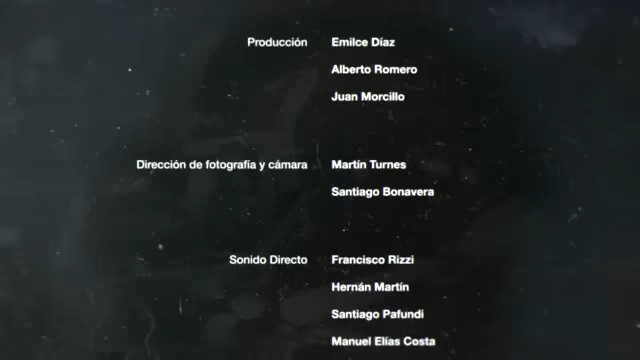 Producción Emilce Díaz
Alberto Romero
Juan Morcillo
Dirección de fotografía y cámara Martín Turnes
Santiago Bonavera
Sonido Directo Francisco Rizzi
Hernán Martín
Santiago Pafundi
Manuel Elías Costa